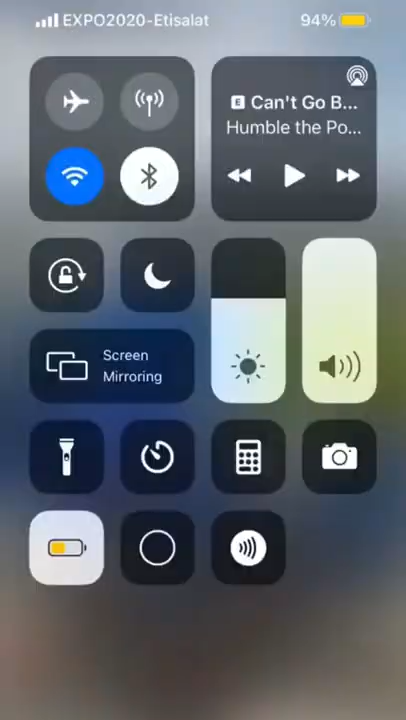 EXPO2020-Etisalat
94%
E Can't Go B...
Humble the Po...
Screen
Mirroring